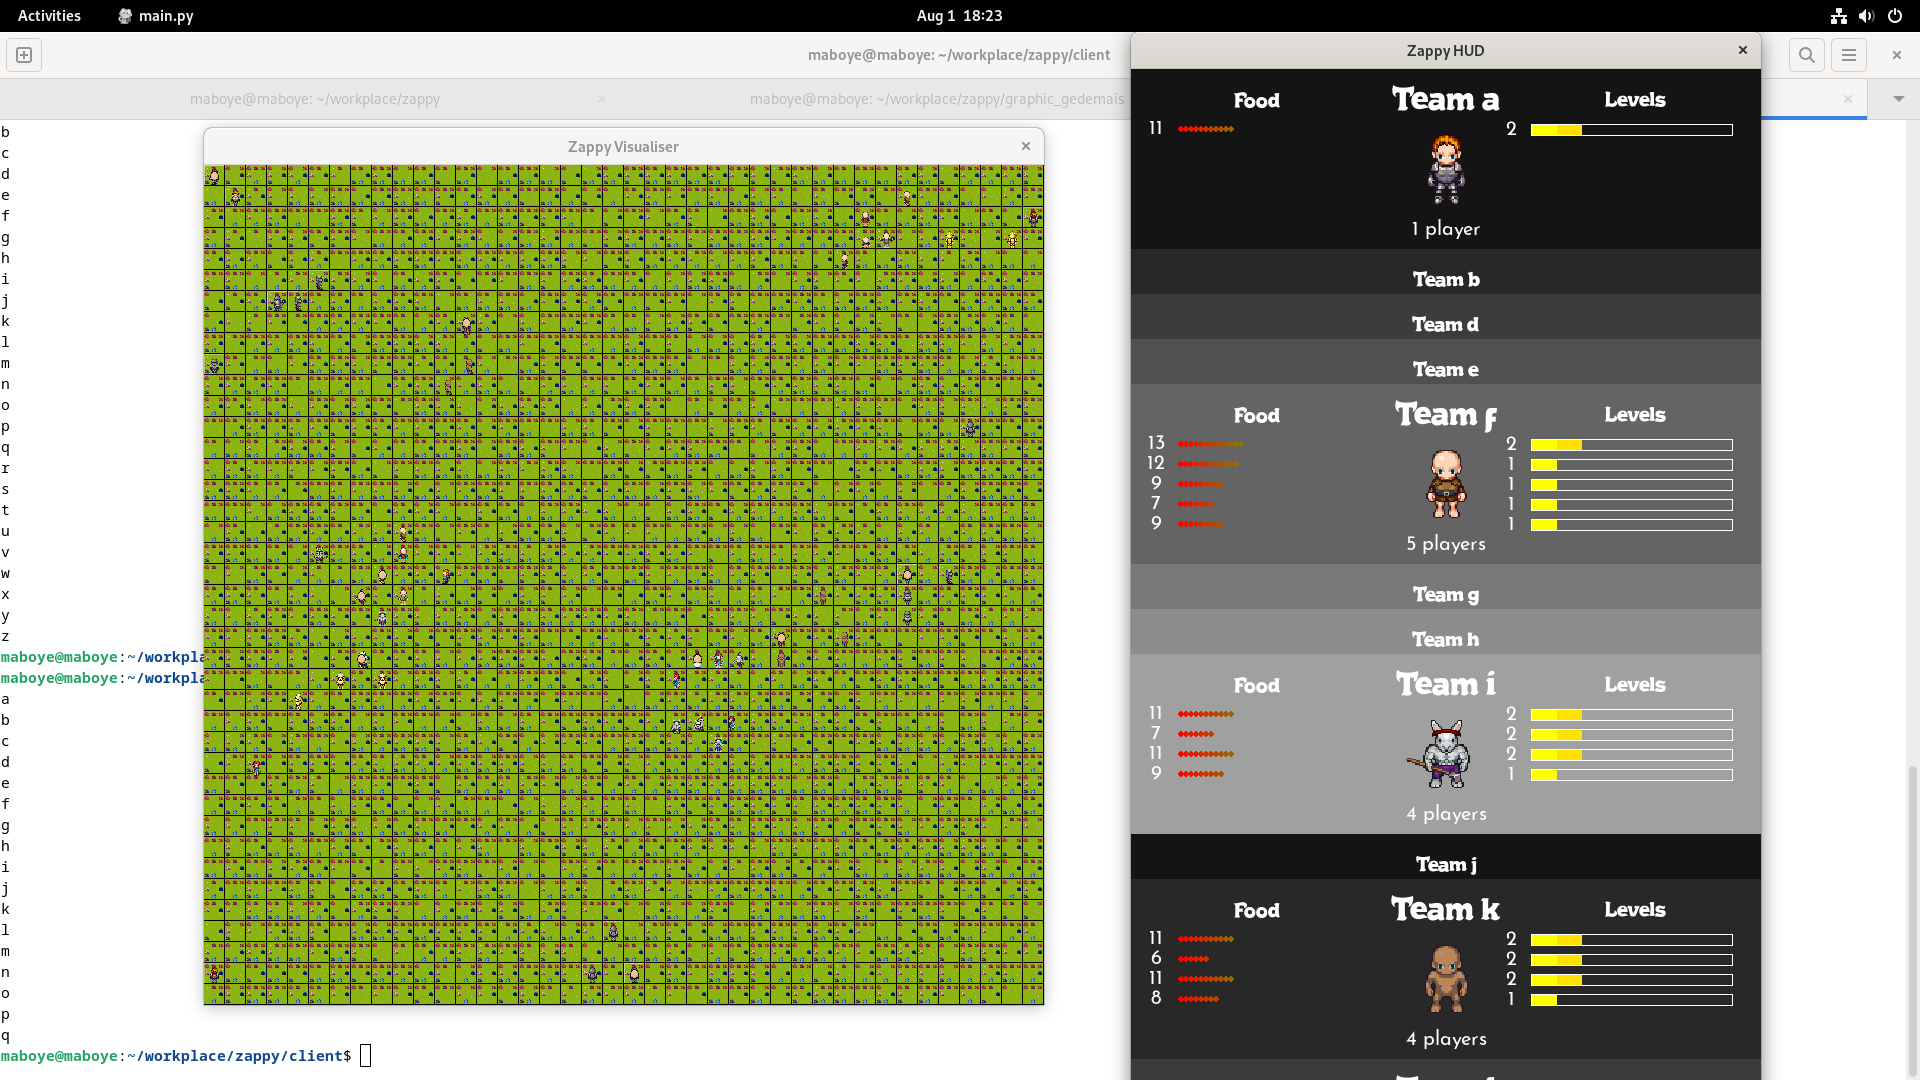 Activities
main.py
Aug 1 18:23
maboye@maboye: ~/workplace/zappy/client
maboye@maboye: ~/workplace/zappy
maboye@maboye: ~/workplace/zappy/graphic_gedemais
b
c
d
e
f
g
h
i
j
k
l
m
n
o
p
q
r
s
t
u
v
w
x
y
z
maboye@maboye:~/workpla
maboye@maboye:~/workpla
a
b
c
d
e
f
g
h
i
j
k
l
m
n
o
p
q
maboye@maboye:~/workplace/zappy/client$
Zappy Visualiser
Zappy HUD
Food Team a Levels
11 2
1 player
Team b
Team d
Team e
Food Team f Levels
13 2
12 1
9 1
7 1
9 1
5 players
Team g
Team h
Food Team i Levels
11 2
7 2
11 2
9 1
4 players
Team j
Food Team k Levels
11 2
6 2
11 2
8 1
4 players